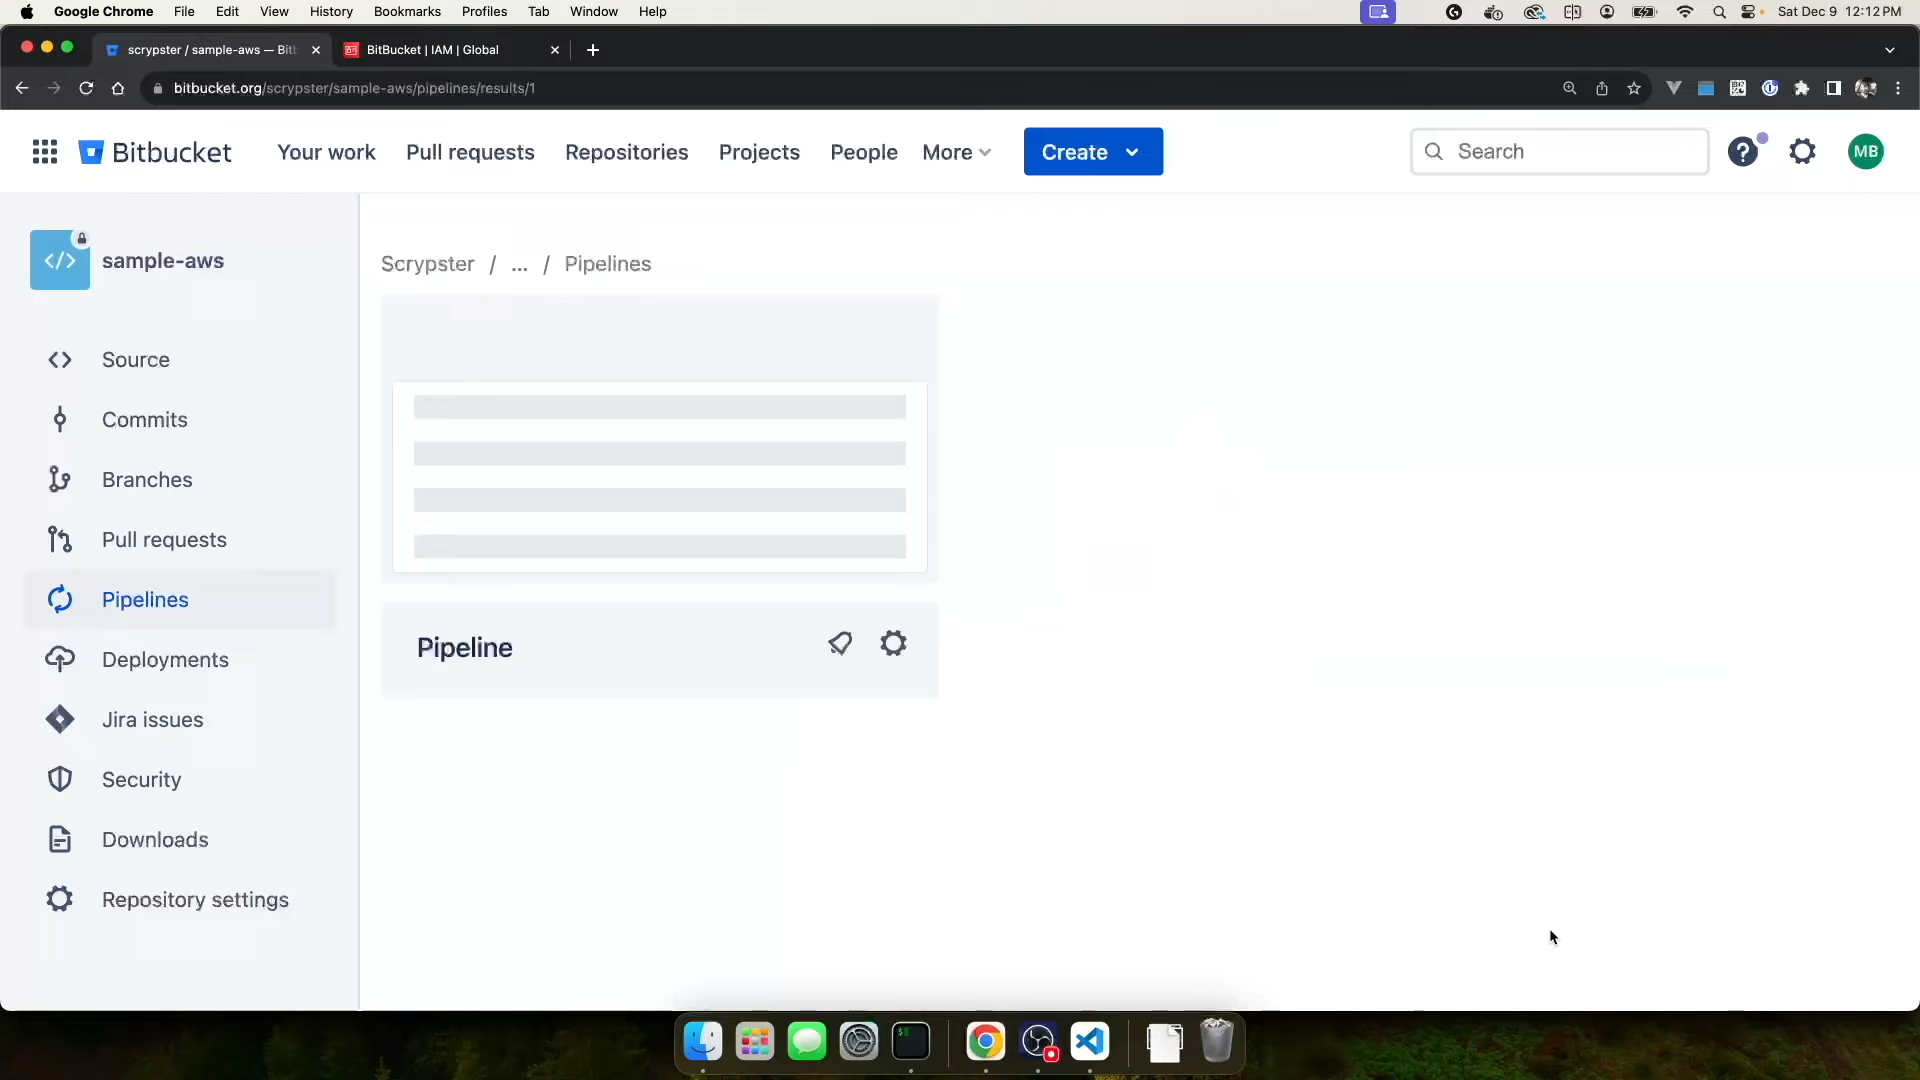 Google Chrome File Edit View History Bookmarks Profiles Tab Window Help Sat Dec 9 12:12 PM
scrypster / sample-aws — Bitb
BitBucket | IAM | Global
bitbucket.org/scrypster/sample-aws/pipelines/results/1
Bitbucket Your work Pull requests Repositories Projects People More Create Search ? MB
sample-aws
Scrypster / ... / Pipelines
Source
Commits
Branches
Pull requests
Pipelines
Pipeline
Deployments
Jira issues
Security
Downloads
Repository settings